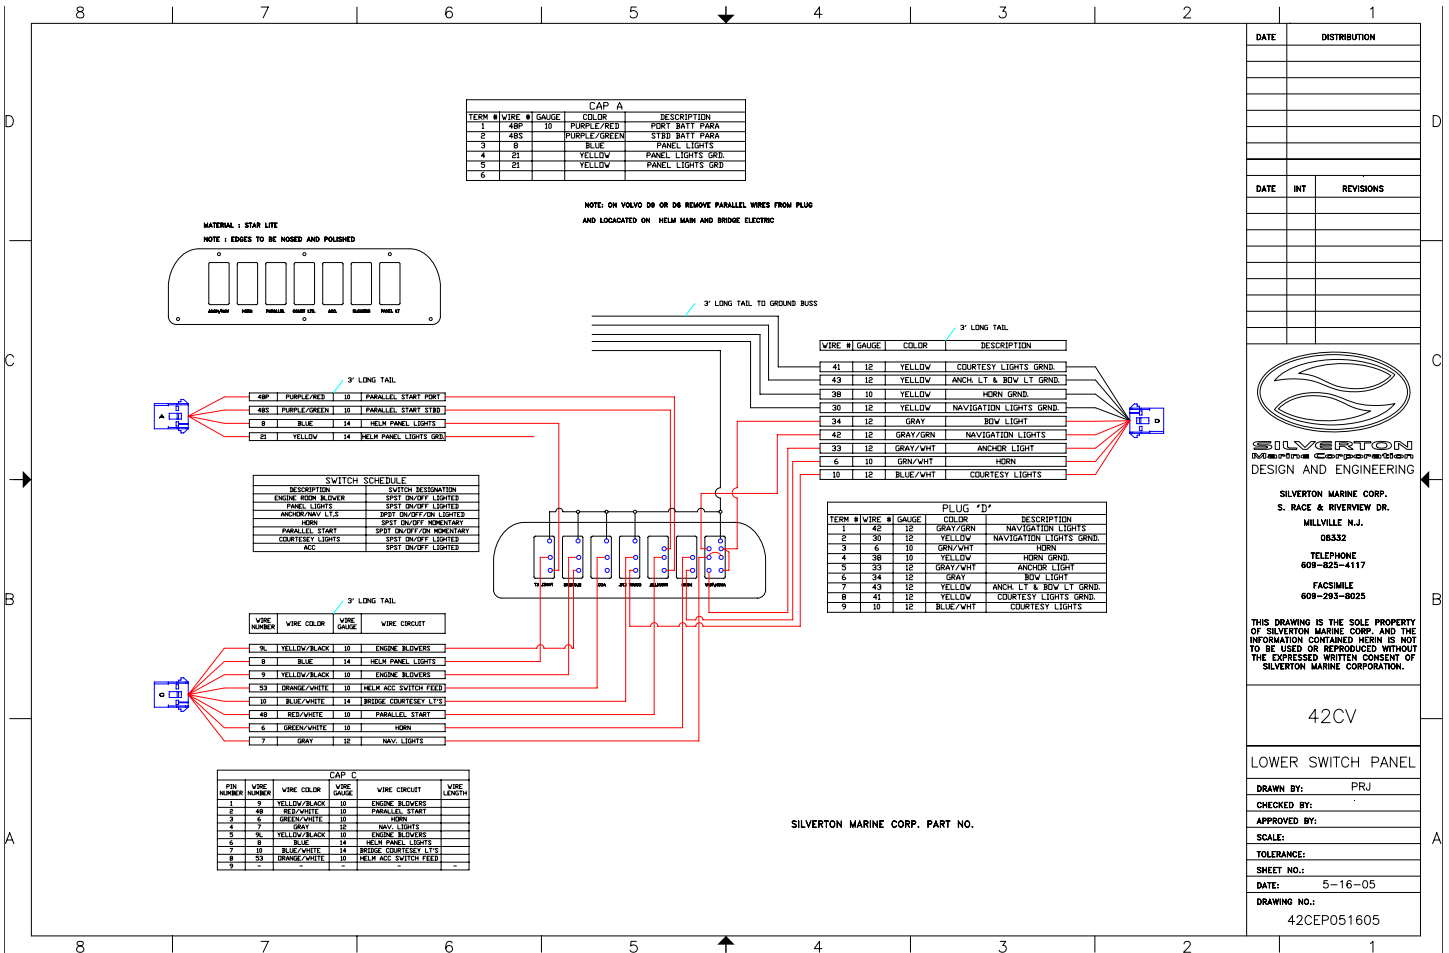 8 7 6 5 4 3 2 1
D
C
B
A
CAP A
TERM # WIRE # GAUGE COLOR DESCRIPTION
1 48P 10 PURPLE/RED PORT BATT PARA
2 48S PURPLE/GREEN STBD BATT PARA
3 8 BLUE PANEL LIGHTS
4 21 YELLOW PANEL LIGHTS GRD.
5 21 YELLOW PANEL LIGHTS GRD
6
NOTE: ON VOLVO D9 OR D6 REMOVE PARALLEL WIRES FROM PLUG
AND LOCACATED ON HELM MAIN AND BRIDGE ELECTRIC
MATERIAL : STAR LITE
NOTE : EDGES TO BE NOSED AND POLISHED
ANCH/NAV HORN PARALLEL COURT LTS. ACC. BLOWERS PANEL LT
3' LONG TAIL TO GROUND BUSS
3' LONG TAIL
A
48P PURPLE/RED 10 PARALLEL START PORT
48S PURPLE/GREEN 10 PARALLEL START STBD
8 BLUE 14 HELM PANEL LIGHTS
21 YELLOW 14 HELM PANEL LIGHTS GRD.
3' LONG TAIL
WIRE # GAUGE COLOR DESCRIPTION
41 12 YELLOW COURTESY LIGHTS GRND.
43 12 YELLOW ANCH. LT & BOW LT GRND.
38 10 YELLOW HORN GRND.
30 12 YELLOW NAVIGATION LIGHTS GRND.
34 12 GRAY BOW LIGHT
42 12 GRAY/GRN NAVIGATION LIGHTS
33 12 GRAY/WHT ANCHOR LIGHT
6 10 GRN/WHT HORN
10 12 BLUE/WHT COURTESY LIGHTS
D
SWITCH SCHEDULE
DESCRIPTION SWITCH DESIGNATION
ENGINE ROOM BLOWER SPST ON/OFF LIGHTED
PANEL LIGHTS SPST ON/OFF LIGHTED
ANCHOR/NAV LT,S DPDT ON/OFF/ON LIGHTED
HORN SPST ON/OFF MOMENTARY
PARALLEL START SPDT ON/OFF/ON MOMENTARY
COURTESEY LIGHTS SPST ON/OFF LIGHTED
ACC SPST ON/OFF LIGHTED
PLUG "D"
TERM # WIRE # GAUGE COLOR DESCRIPTION
1 42 12 GRAY/GRN NAVIGATION LIGHTS
2 30 12 YELLOW NAVIGATION LIGHTS GRND.
3 6 10 GRN/WHT HORN
4 38 10 YELLOW HORN GRND.
5 33 12 GRAY/WHT ANCHOR LIGHT
6 34 12 GRAY BOW LIGHT
7 43 12 YELLOW ANCH. LT & BOW LT GRND.
8 41 12 YELLOW COURTESY LIGHTS GRND.
9 10 12 BLUE/WHT COURTESY LIGHTS
3' LONG TAIL
WIRE NUMBER WIRE COLOR WIRE GAUGE WIRE CIRCUIT
9L YELLOW/BLACK 10 ENGINE BLOWERS
8 BLUE 14 HELM PANEL LIGHTS
9 YELLOW/BLACK 10 ENGINE BLOWERS
53 ORANGE/WHITE 10 HELM ACC SWITCH FEED
10 BLUE/WHITE 14 BRIDGE COURTESEY LT'S
48 RED/WHITE 10 PARALLEL START
6 GREEN/WHITE 10 HORN
7 GRAY 12 NAV. LIGHTS
C
CAP C
PIN NUMBER WIRE NUMBER WIRE COLOR WIRE GAUGE WIRE CIRCUIT WIRE LENGTH
1 9 YELLOW/BLACK 10 ENGINE BLOWERS
2 48 RED/WHITE 10 PARALLEL START
3 6 GREEN/WHITE 10 HORN
4 7 GRAY 12 NAV. LIGHTS
5 9L YELLOW/BLACK 10 ENGINE BLOWERS
6 8 BLUE 14 HELM PANEL LIGHTS
7 10 BLUE/WHITE 14 BRIDGE COURTESEY LT'S
8 53 ORANGE/WHITE 10 HELM ACC SWITCH FEED
9 - - - - -
SILVERTON MARINE CORP. PART NO.
DATE DISTRIBUTION
DATE INT REVISIONS
SILVERTON
Marine Corporation
DESIGN AND ENGINEERING
SILVERTON MARINE CORP.
S. RACE & RIVERVIEW DR.
MILLVILLE N.J.
08332
TELEPHONE
609-825-4117
FACSIMILE
609-293-8025
THIS DRAWING IS THE SOLE PROPERTY
OF SILVERTON MARINE CORP. AND THE
INFORMATION CONTAINED HERIN IS NOT
TO BE USED OR REPRODUCED WITHOUT
THE EXPRESSED WRITTEN CONSENT OF
SILVERTON MARINE CORPORATION.
42CV
LOWER SWITCH PANEL
DRAWN BY: PRJ
CHECKED BY:
APPROVED BY:
SCALE:
TOLERANCE:
SHEET NO.:
DATE: 5-16-05
DRAWING NO.:
42CEP051605
D
C
B
A
8 7 6 5 4 3 2 1